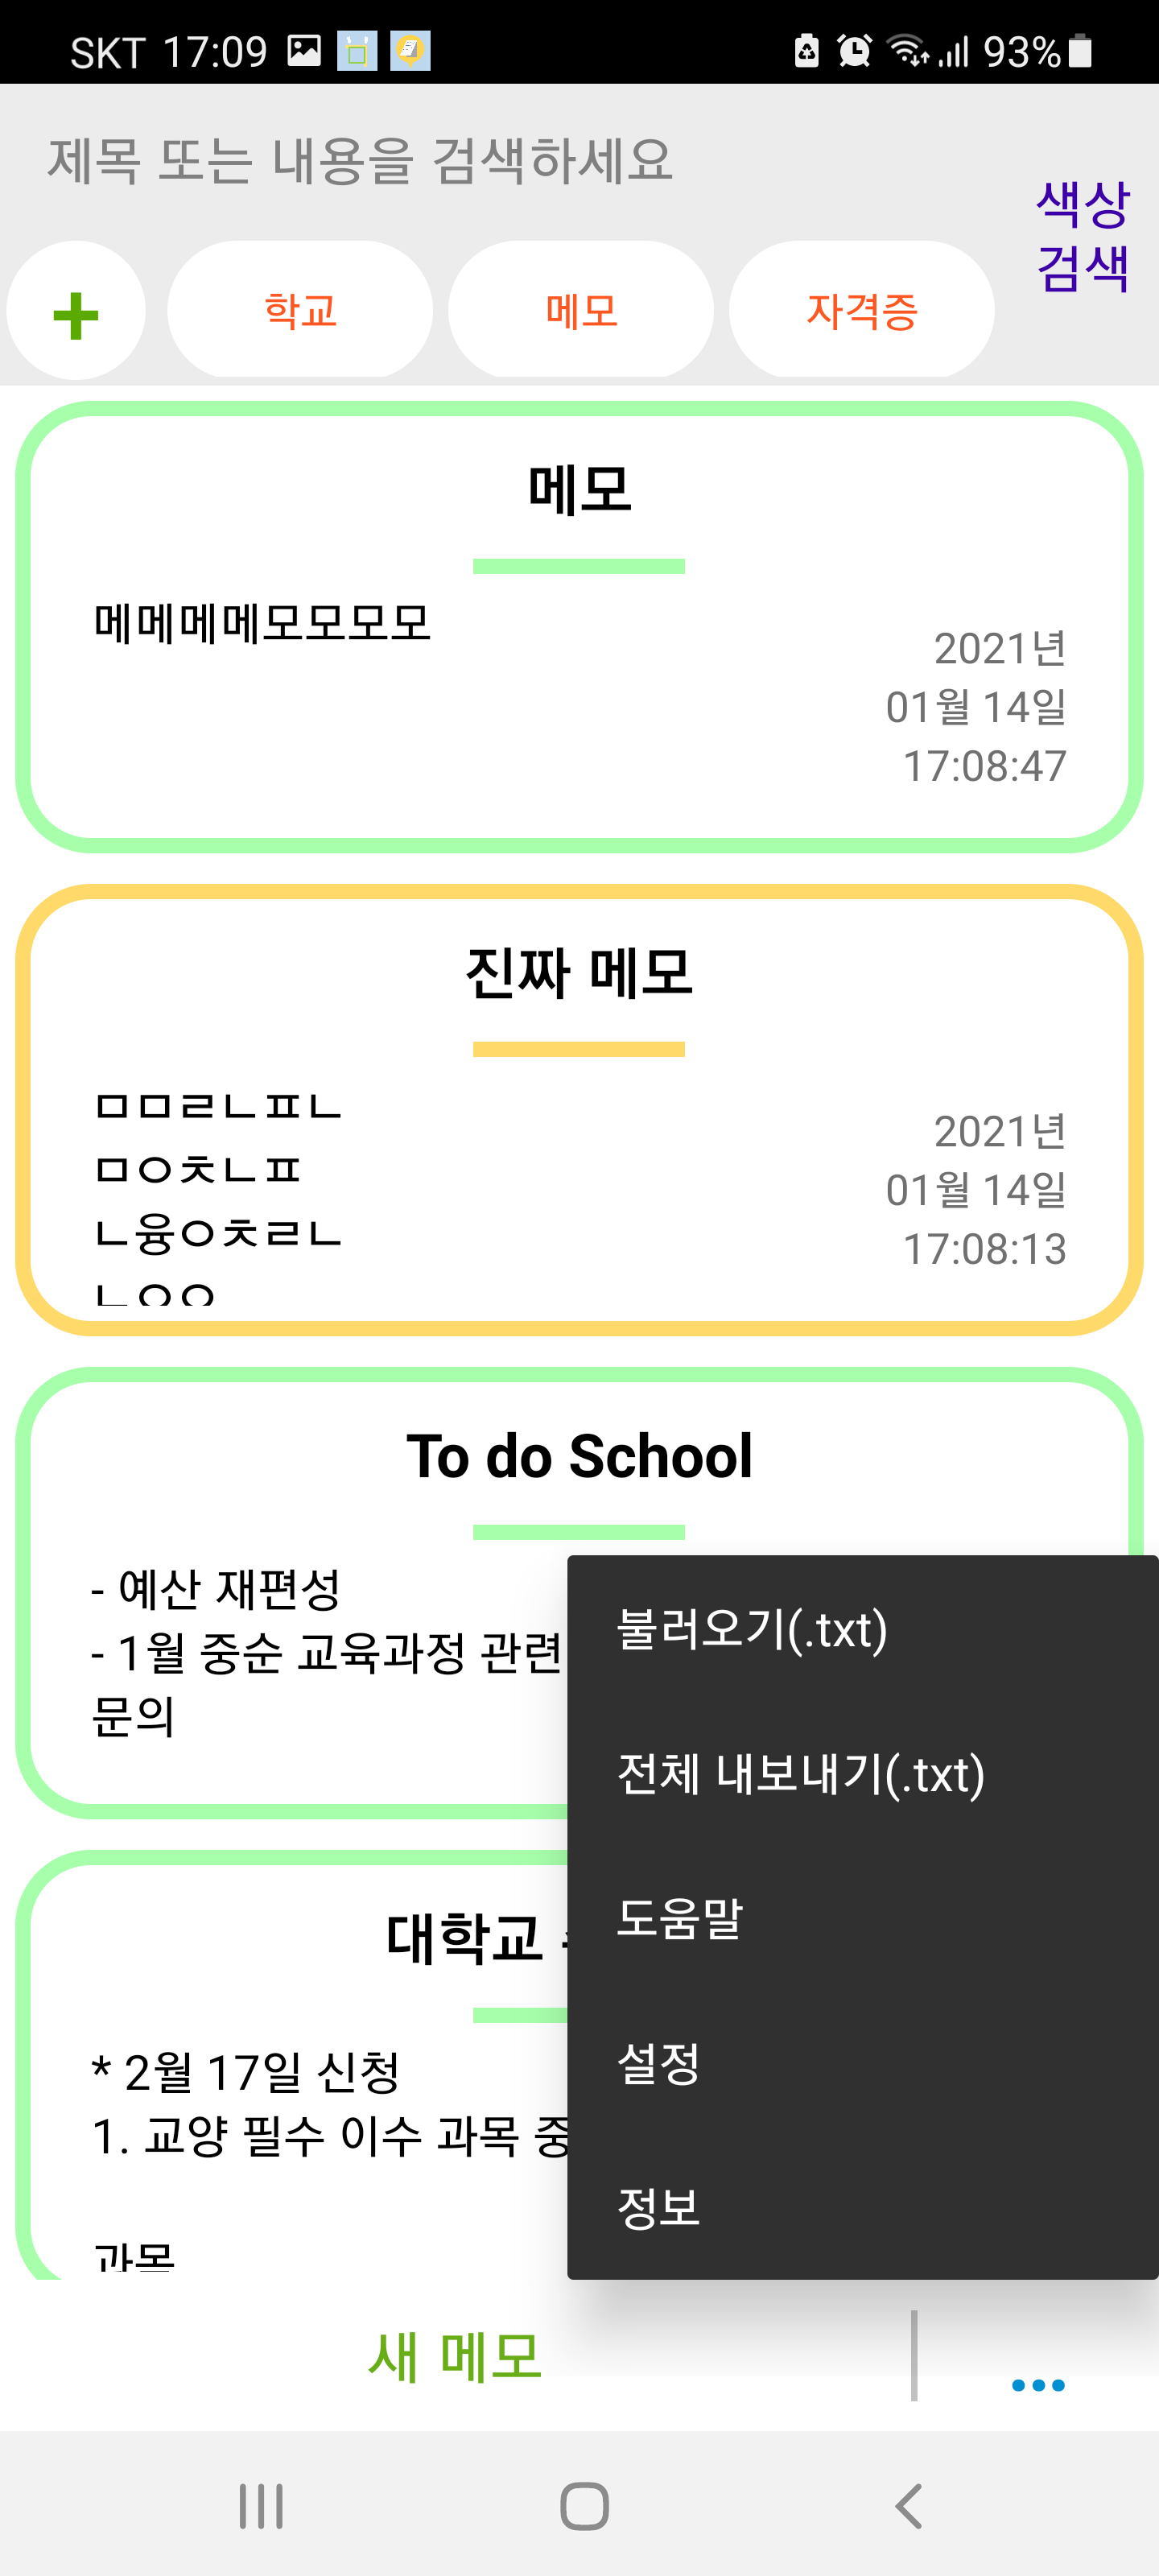 SKT 17:09 93%
제목 또는 내용을 검색하세요
색상
검색
+ 학교 메모 자격증
메모
메메메메모모모모
2021년
01월 14일
17:08:47
진짜 메모
ㅁㅁㄹㄴㅍㄴ
ㅁㅇㅊㄴㅍ
ㄴ융ㅇㅊㄹㄴ
ㄴㅇㅇ
2021년
01월 14일
17:08:13
To do School
- 예산 재편성
- 1월 중순 교육과정 관련
문의
대학교
* 2월 17일 신청
1. 교양 필수 이수 과목 중
과목
불러오기(.txt)
전체 내보내기(.txt)
도움말
설정
정보
새 메모
...